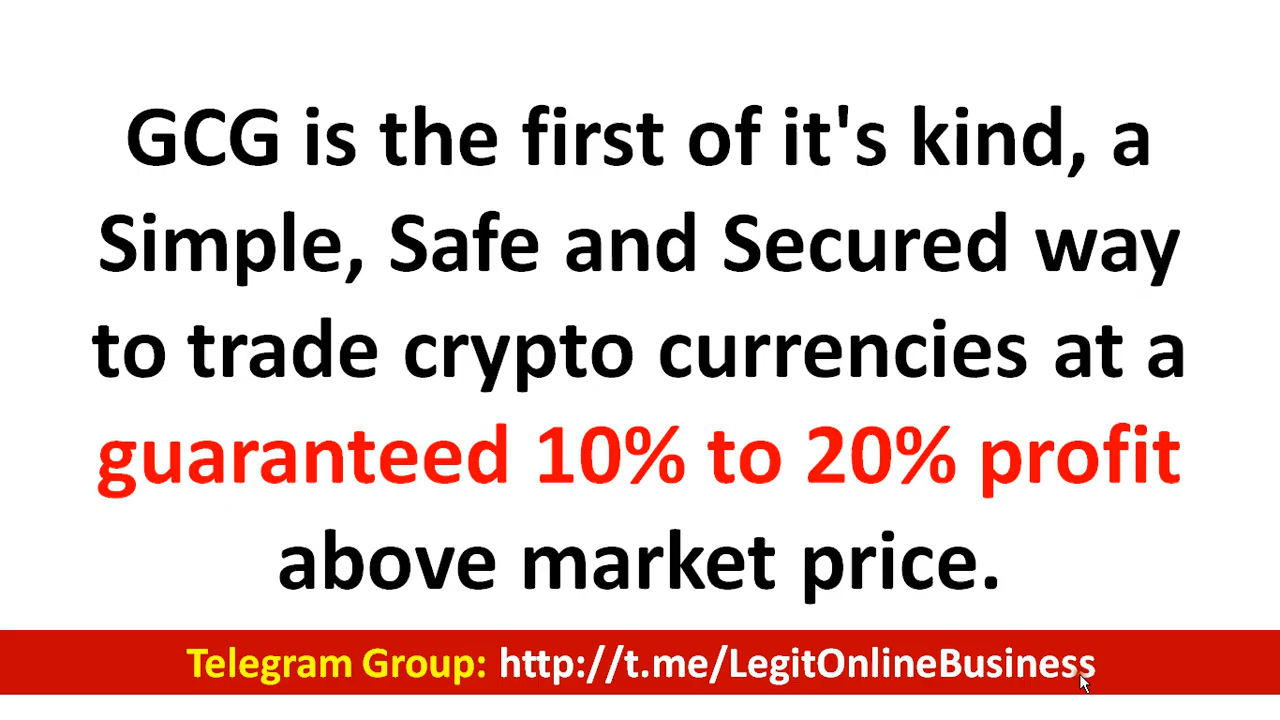 GCG is the first of it's kind, a
Simple, Safe and Secured way
to trade crypto currencies at a
guaranteed 10% to 20% profit
above market price.
Telegram Group: http://t.me/LegitOnlineBusiness